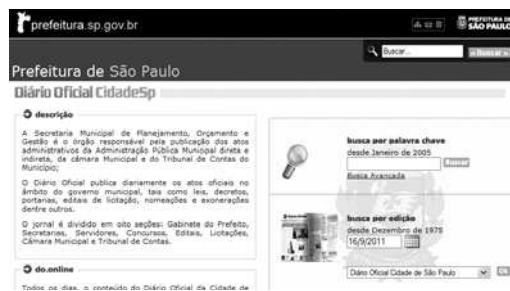 prefeitura.sp.gov.br
PREFEITURA DE
SÃO PAULO
Buscar...
» Buscar »
Prefeitura de São Paulo
Diário Oficial CidadeSp
descrição
A Secretaria Municipal de Planejamento, Orçamento e
Gestão é o órgão responsável pela publicação dos atos
administrativos da Administração Pública Municipal direta e
indireta, da câmara Municipal e do Tribunal de Contas do
Município;
O Diário Oficial publica diariamente os atos oficiais no
âmbito do governo municipal, tais como leis, decretos,
portarias, editais de licitação, nomeações e exonerações
dentre outros.
O jornal é dividido em oito seções: Gabinete do Prefeito,
Secretarias, Servidores, Concursos, Editais, Licitações,
Câmara Municipal e Tribunal de Contas.
do.online
Todos os dias, o conteúdo do Diário Oficial da Cidade de
busca por palavra chave
desde Janeiro de 2005
Buscar
Busca Avançada
busca por edição
desde Dezembro de 1975
16/9/2011
Diário Oficial Cidade de São Paulo
Ok